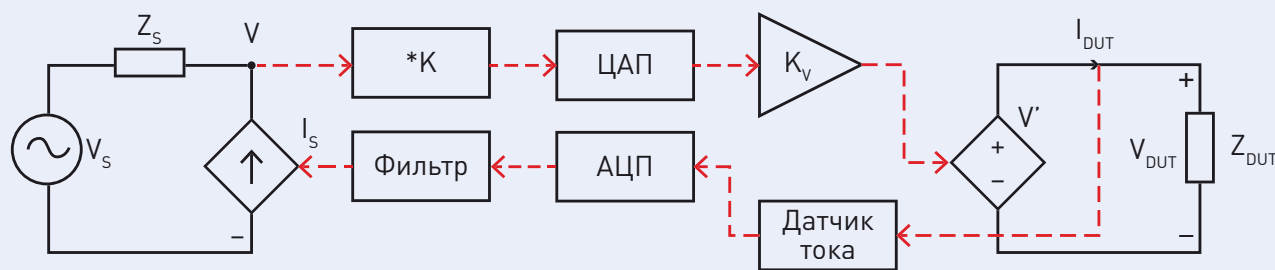 Z_S
V
*K
ЦАП
K_V
I_DUT
V_S
I_S
Фильтр
АЦП
Датчик
тока
V'
+
−
+
V_DUT
−
Z_DUT
−